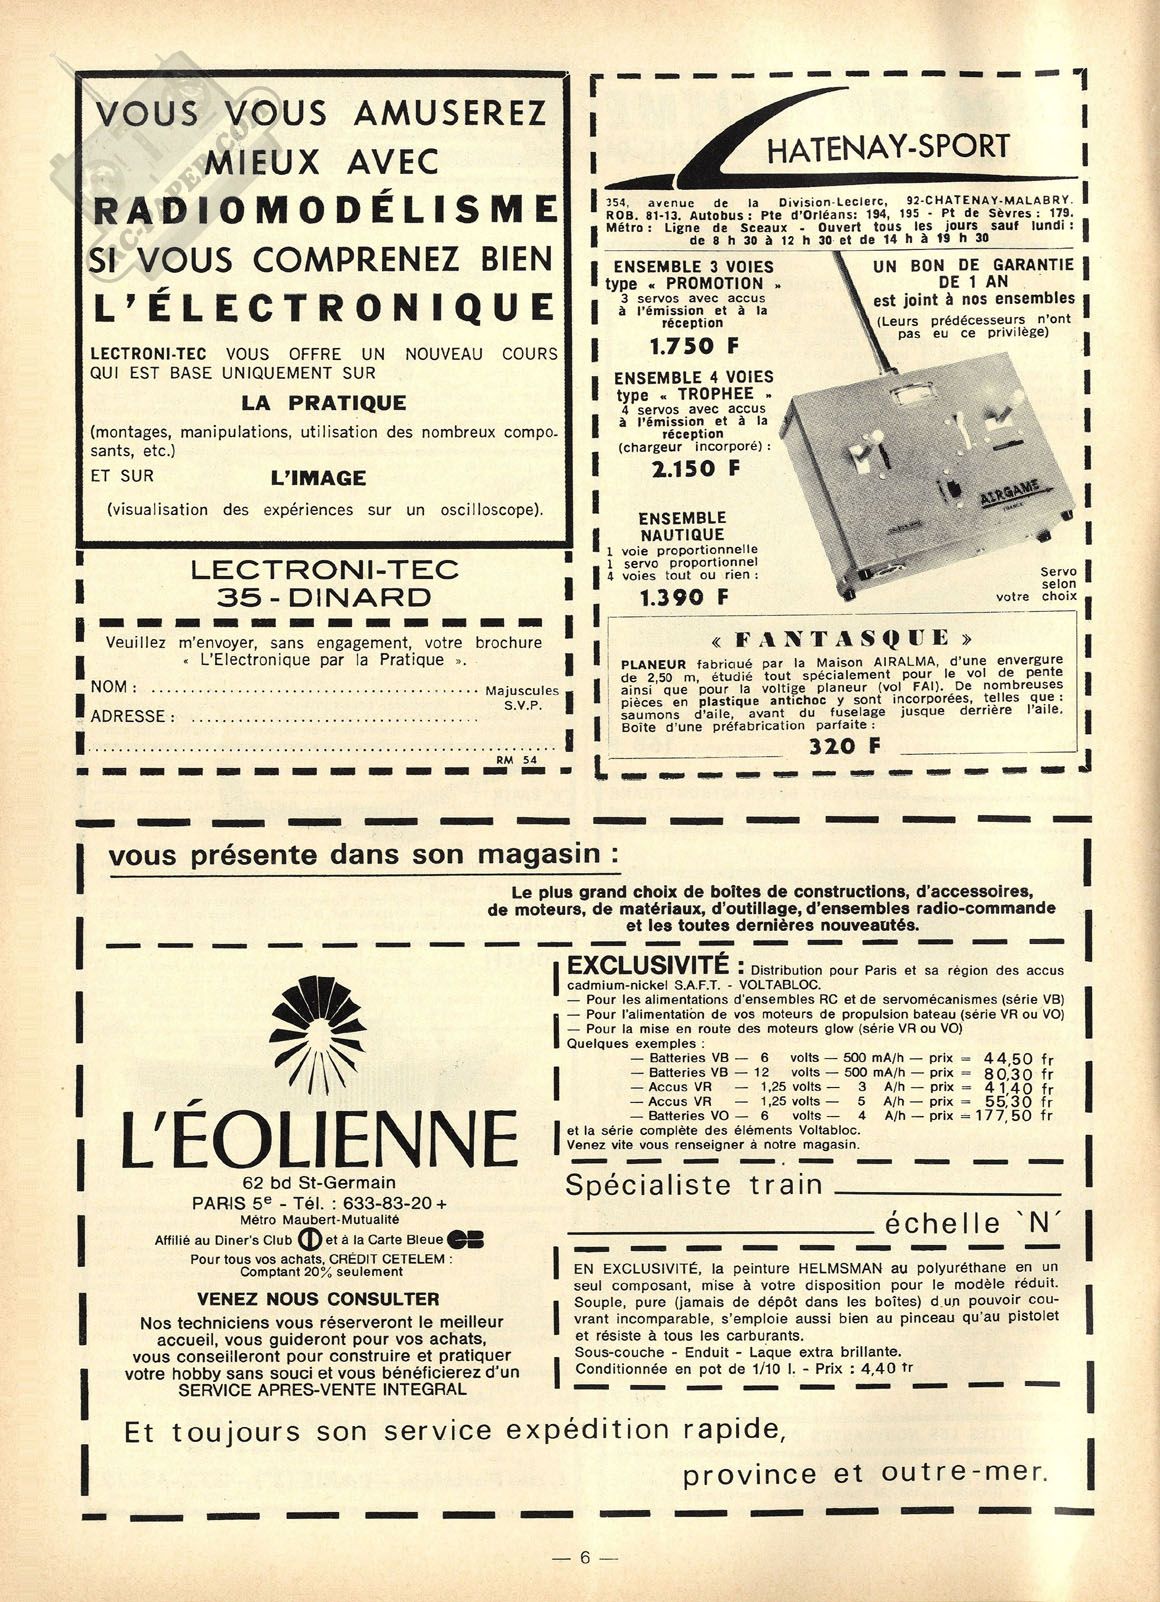 VOUS VOUS AMUSEREZ
MIEUX AVEC
RADIOMODÉLISME
SI VOUS COMPRENEZ BIEN
L'ÉLECTRONIQUE
LECTRONI-TEC VOUS OFFRE UN NOUVEAU COURS
QUI EST BASE UNIQUEMENT SUR
LA PRATIQUE
(montages, manipulations, utilisation des nombreux compo-
sants, etc.)
ET SUR L'IMAGE
(visualisation des expériences sur un oscilloscope).
LECTRONI-TEC
35 - DINARD
Veuillez m'envoyer, sans engagement, votre brochure
« L'Electronique par la Pratique ».
NOM : ........................................ Majuscules
S.V.P.
ADRESSE : ........................................
........................................
RM 54
RC-PAPER.COM
CHATENAY-SPORT
354, avenue de la Division-Leclerc, 92-CHATENAY-MALABRY.
ROB. 81-13. Autobus : Pte d'Orléans: 194, 195 - Pt de Sèvres : 179.
Métro : Ligne de Sceaux - Ouvert tous les jours sauf lundi :
de 8 h 30 à 12 h 30 et de 14 h à 19 h 30
ENSEMBLE 3 VOIES
type « PROMOTION »
3 servos avec accus
à l'émission et à la
réception
1.750 F
ENSEMBLE 4 VOIES
type « TROPHEE »
4 servos avec accus
à l'émission et à la
réception
(chargeur incorporé) :
2.150 F
ENSEMBLE
NAUTIQUE
1 voie proportionnelle
1 servo proportionnel
4 voies tout ou rien :
1.390 F
UN BON DE GARANTIE
DE 1 AN
est joint à nos ensembles
(Leurs prédécesseurs n'ont
pas eu ce privilège)
AIRGAME
FRANCE
Servo
selon
votre choix
« FANTASQUE »
PLANEUR fabriqué par la Maison AIRALMA, d'une envergure
de 2,50 m, étudié tout spécialement pour le vol de pente
ainsi que pour la voltige planeur (vol FAI). De nombreuses
pièces en plastique antichoc y sont incorporées, telles que :
saumons d'aile, avant du fuselage jusque derrière l'aile.
Boîte d'une préfabrication parfaite :
320 F
vous présente dans son magasin :
Le plus grand choix de boîtes de constructions, d'accessoires,
de moteurs, de matériaux, d'outillage, d'ensembles radio-commande
et les toutes dernières nouveautés.
L'ÉOLIENNE
62 bd St-Germain
PARIS 5e - Tél. : 633-83-20 +
Métro Maubert-Mutualité
Affilié au Diner's Club et à la Carte Bleue CB
Pour tous vos achats, CRÉDIT CETELEM :
Comptant 20% seulement
VENEZ NOUS CONSULTER
Nos techniciens vous réserveront le meilleur
accueil, vous guideront pour vos achats,
vous conseilleront pour construire et pratiquer
votre hobby sans souci et vous bénéficierez d'un
SERVICE APRES-VENTE INTEGRAL
EXCLUSIVITÉ : Distribution pour Paris et sa région des accus
cadmium-nickel S.A.F.T. - VOLTABLOC.
— Pour les alimentations d'ensembles RC et de servomécanismes (série VB)
— Pour l'alimentation de vos moteurs de propulsion bateau (série VR ou VO)
— Pour la mise en route des moteurs glow (série VR ou VO)
Quelques exemples :
— Batteries VB — 6 volts — 500 mA/h — prix = 44,50 fr
— Batteries VB — 12 volts — 500 mA/h — prix = 80,30 fr
— Accus VR — 1,25 volts — 3 A/h — prix = 41,40 fr
— Accus VR — 1,25 volts — 5 A/h — prix = 55,30 fr
— Batteries VO — 6 volts — 4 A/h — prix = 177,50 fr
et la série complète des éléments Voltabloc.
Venez vite vous renseigner à notre magasin.
Spécialiste train
échelle 'N'
EN EXCLUSIVITÉ, la peinture HELMSMAN au polyuréthane en un
seul composant, mise à votre disposition pour le modèle réduit.
Souple, pure (jamais de dépôt dans les boîtes) d.un pouvoir cou-
vrant incomparable, s'emploie aussi bien au pinceau qu'au pistolet
et résiste à tous les carburants.
Sous-couche - Enduit - Laque extra brillante.
Conditionnée en pot de 1/10 l. - Prix : 4,40 fr
Et toujours son service expédition rapide,
province et outre-mer.
— 6 —